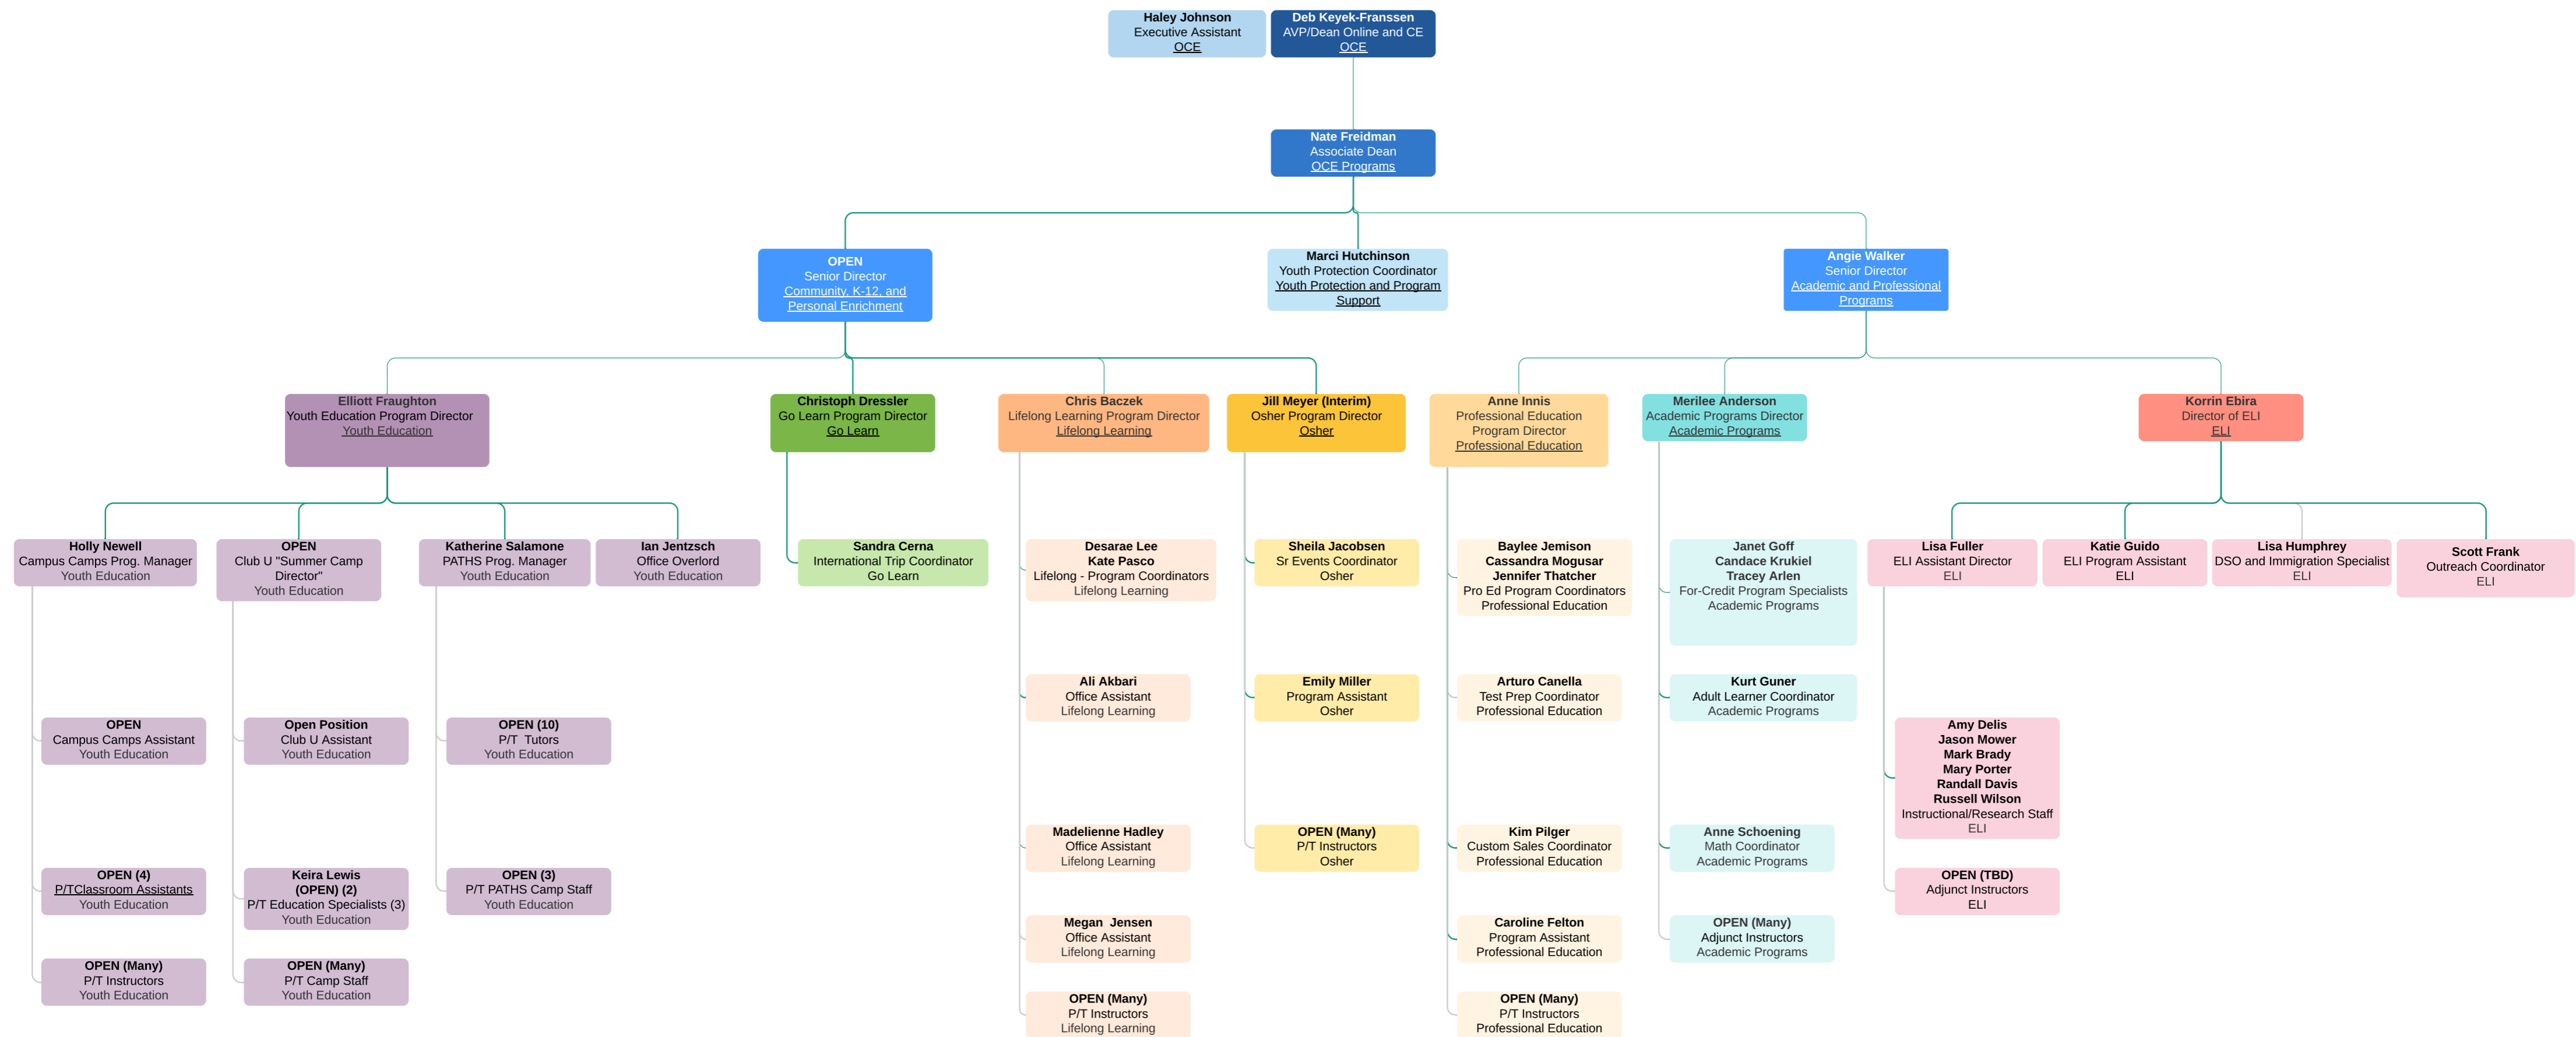 Haley Johnson
Executive Assistant
OCE
Deb Keyek-Franssen
AVP/Dean Online and CE
OCE
Nate Freidman
Associate Dean
OCE Programs
OPEN
Senior Director
Community, K-12, and
Personal Enrichment
Marci Hutchinson
Youth Protection Coordinator
Youth Protection and Program
Support
Angie Walker
Senior Director
Academic and Professional
Programs
Elliott Fraughton
Youth Education Program Director
Youth Education
Christoph Dressler
Go Learn Program Director
Go Learn
Chris Baczek
Lifelong Learning Program Director
Lifelong Learning
Jill Meyer (Interim)
Osher Program Director
Osher
Anne Innis
Professional Education
Program Director
Professional Education
Merilee Anderson
Academic Programs Director
Academic Programs
Korrin Ebira
Director of ELI
ELI
Holly Newell
Campus Camps Prog. Manager
Youth Education
OPEN
Club U "Summer Camp
Director"
Youth Education
Katherine Salamone
PATHS Prog. Manager
Youth Education
Ian Jentzsch
Office Overlord
Youth Education
Sandra Cerna
International Trip Coordinator
Go Learn
Desarae Lee
Kate Pasco
Lifelong - Program Coordinators
Lifelong Learning
Sheila Jacobsen
Sr Events Coordinator
Osher
Baylee Jemison
Cassandra Mogusar
Jennifer Thatcher
Pro Ed Program Coordinators
Professional Education
Janet Goff
Candace Krukiel
Tracey Arlen
For-Credit Program Specialists
Academic Programs
Lisa Fuller
ELI Assistant Director
ELI
Katie Guido
ELI Program Assistant
ELI
Lisa Humphrey
DSO and Immigration Specialist
ELI
Scott Frank
Outreach Coordinator
ELI
Ali Akbari
Office Assistant
Lifelong Learning
Emily Miller
Program Assistant
Osher
Arturo Canella
Test Prep Coordinator
Professional Education
Kurt Guner
Adult Learner Coordinator
Academic Programs
OPEN
Campus Camps Assistant
Youth Education
Open Position
Club U Assistant
Youth Education
OPEN (10)
P/T  Tutors
Youth Education
Amy Delis
Jason Mower
Mark Brady
Mary Porter
Randall Davis
Russell Wilson
Instructional/Research Staff
ELI
Madelienne Hadley
Office Assistant
Lifelong Learning
OPEN (Many)
P/T Instructors
Osher
Kim Pilger
Custom Sales Coordinator
Professional Education
Anne Schoening
Math Coordinator
Academic Programs
OPEN (4)
P/TClassroom Assistants
Youth Education
Keira Lewis
(OPEN) (2)
P/T Education Specialists (3)
Youth Education
OPEN (3)
P/T PATHS Camp Staff
Youth Education
OPEN (TBD)
Adjunct Instructors
ELI
Megan  Jensen
Office Assistant
Lifelong Learning
Caroline Felton
Program Assistant
Professional Education
OPEN (Many)
Adjunct Instructors
Academic Programs
OPEN (Many)
P/T Instructors
Youth Education
OPEN (Many)
P/T Camp Staff
Youth Education
OPEN (Many)
P/T Instructors
Lifelong Learning
OPEN (Many)
P/T Instructors
Professional Education